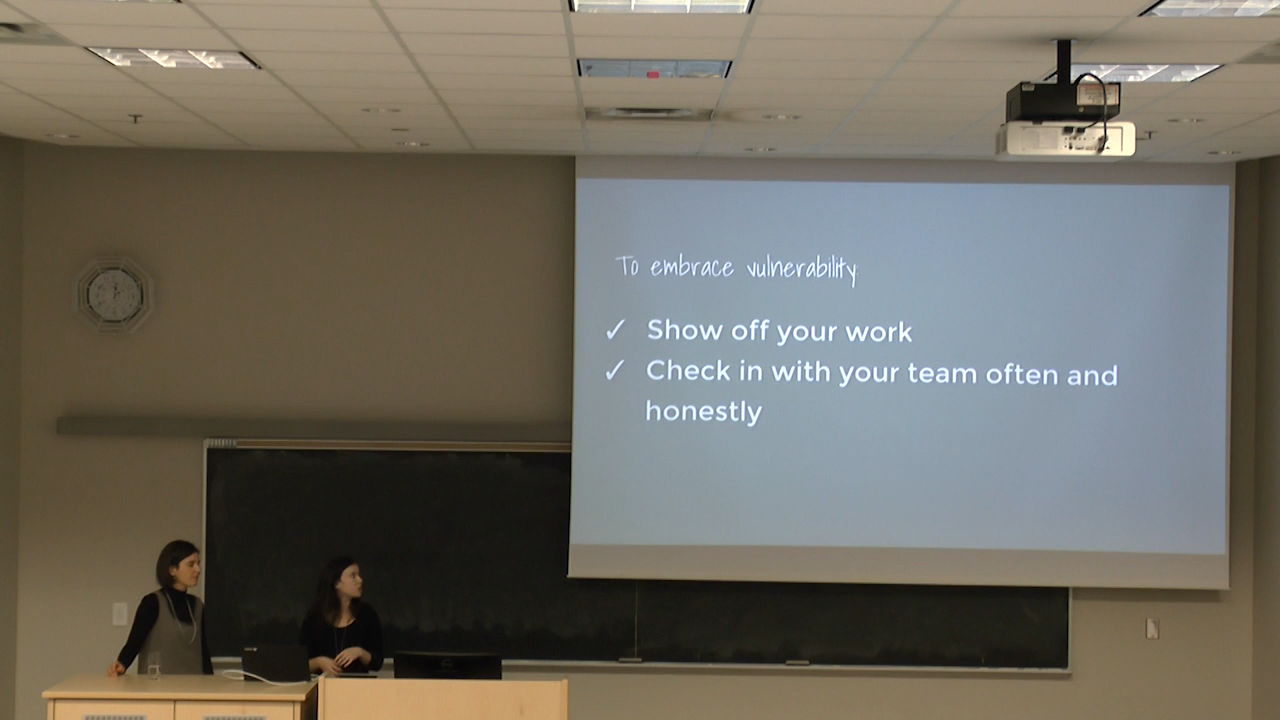 To embrace vulnerability
✓ Show off your work
✓ Check in with your team often and
honestly